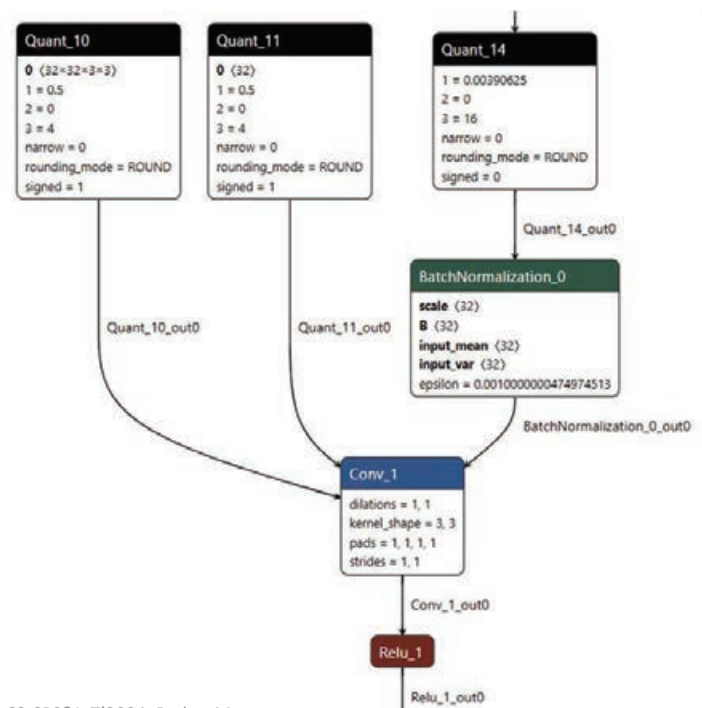 Quant_10
0 〈32×32×3×3〉
1 = 0.5
2 = 0
3 = 4
narrow = 0
rounding_mode = ROUND
signed = 1
Quant_11
0 〈32〉
1 = 0.5
2 = 0
3 = 4
narrow = 0
rounding_mode = ROUND
signed = 1
Quant_14
1 = 0.00390625
2 = 0
3 = 16
narrow = 0
rounding_mode = ROUND
signed = 0
Quant_14_out0
BatchNormalization_0
scale 〈32〉
B 〈32〉
input_mean 〈32〉
input_var 〈32〉
epsilon = 0.0010000000474974513
Quant_10_out0
Quant_11_out0
BatchNormalization_0_out0
Conv_1
dilations = 1, 1
kernel_shape = 3, 3
pads = 1, 1, 1, 1
strides = 1, 1
Conv_1_out0
Relu_1
Relu_1_out0